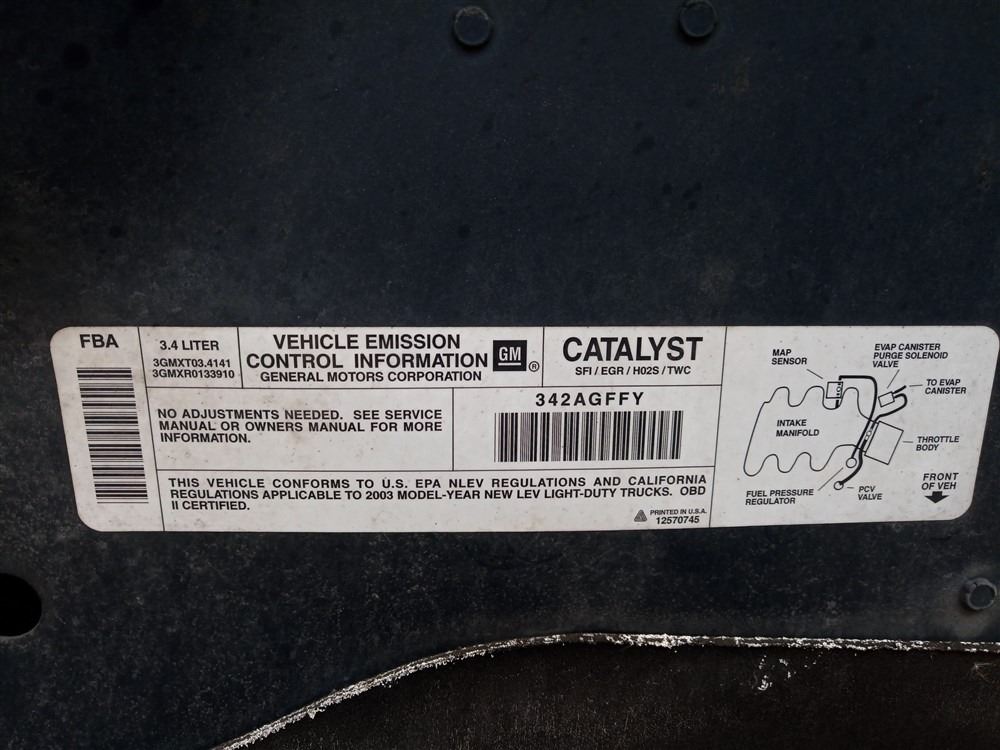 FBA
3.4 LITER
3GMXT03.4141
3GMXR0133910
VEHICLE EMISSION
CONTROL INFORMATION
GENERAL MOTORS CORPORATION
GM
®
CATALYST
SFI / EGR / H02S / TWC
NO ADJUSTMENTS NEEDED. SEE SERVICE
MANUAL OR OWNERS MANUAL FOR MORE
INFORMATION.
342AGFFY
THIS VEHICLE CONFORMS TO U.S. EPA NLEV REGULATIONS AND CALIFORNIA
REGULATIONS APPLICABLE TO 2003 MODEL-YEAR NEW LEV LIGHT-DUTY TRUCKS. OBD
II CERTIFIED.
PRINTED IN U.S.A.
12570745
MAP
SENSOR
EVAP CANISTER
PURGE SOLENOID
VALVE
TO EVAP
CANISTER
INTAKE
MANIFOLD
THROTTLE
BODY
FUEL PRESSURE
REGULATOR
PCV
VALVE
FRONT
OF VEH